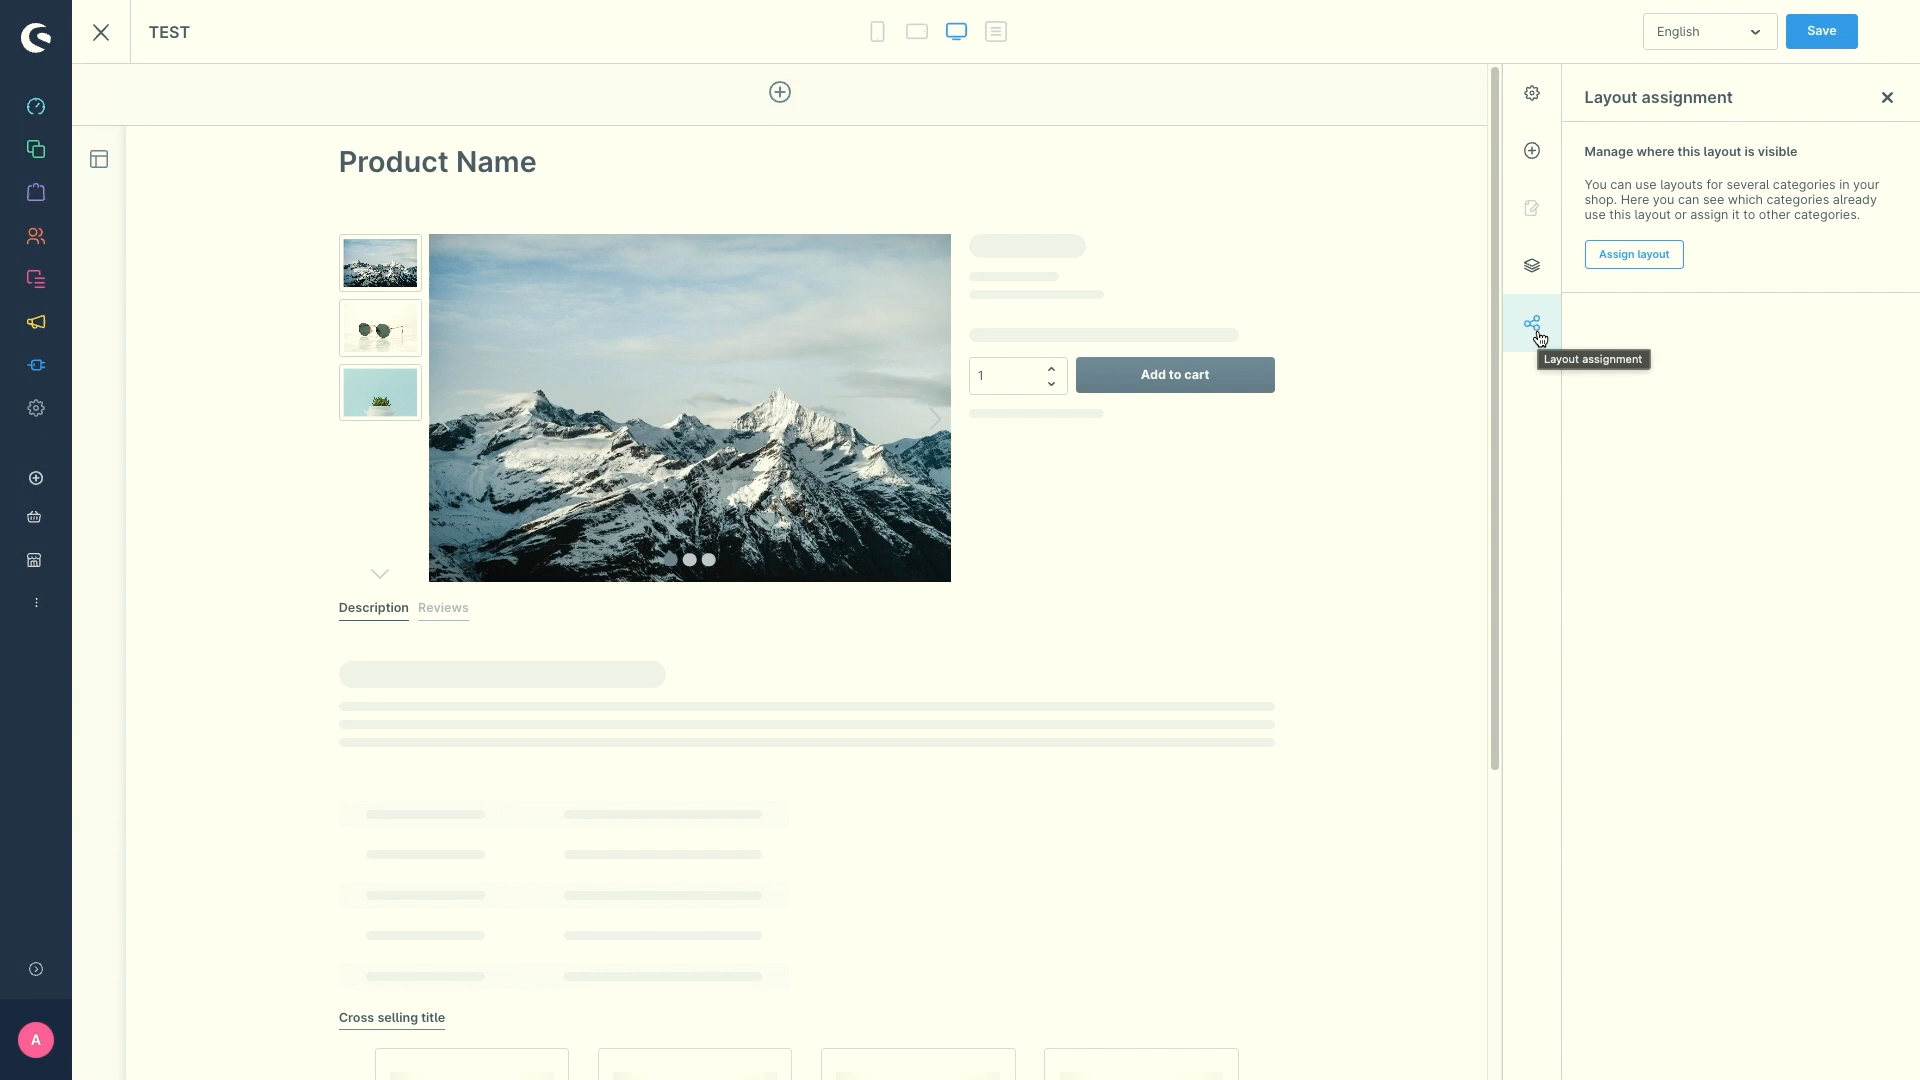 TEST
English
Save
Layout assignment
Manage where this layout is visible
You can use layouts for several categories in your
shop. Here you can see which categories already
use this layout or assign it to other categories.
Assign layout
Layout assignment
Product Name
1
Add to cart
Description
Reviews
Cross selling title
A